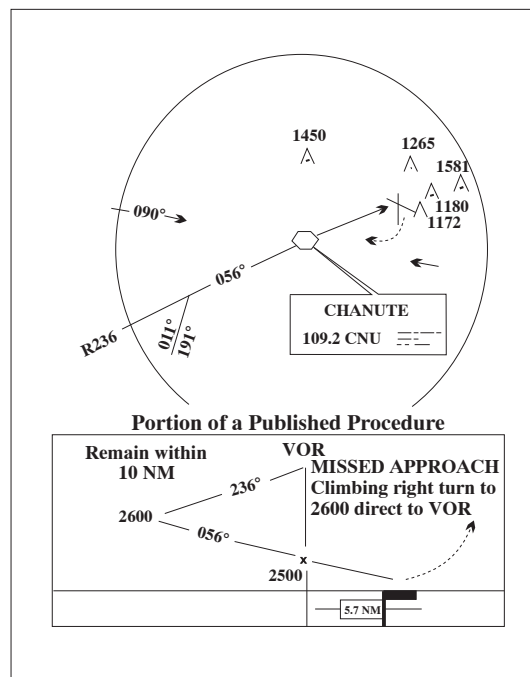 1450
1265
1581
1180
1172
090°
056°
R236
011°
191°
CHANUTE
109.2 CNU
Portion of a Published Procedure
Remain within
10 NM
VOR
MISSED APPROACH
Climbing right turn to
2600 direct to VOR
236°
2600
056°
x
2500
5.7 NM